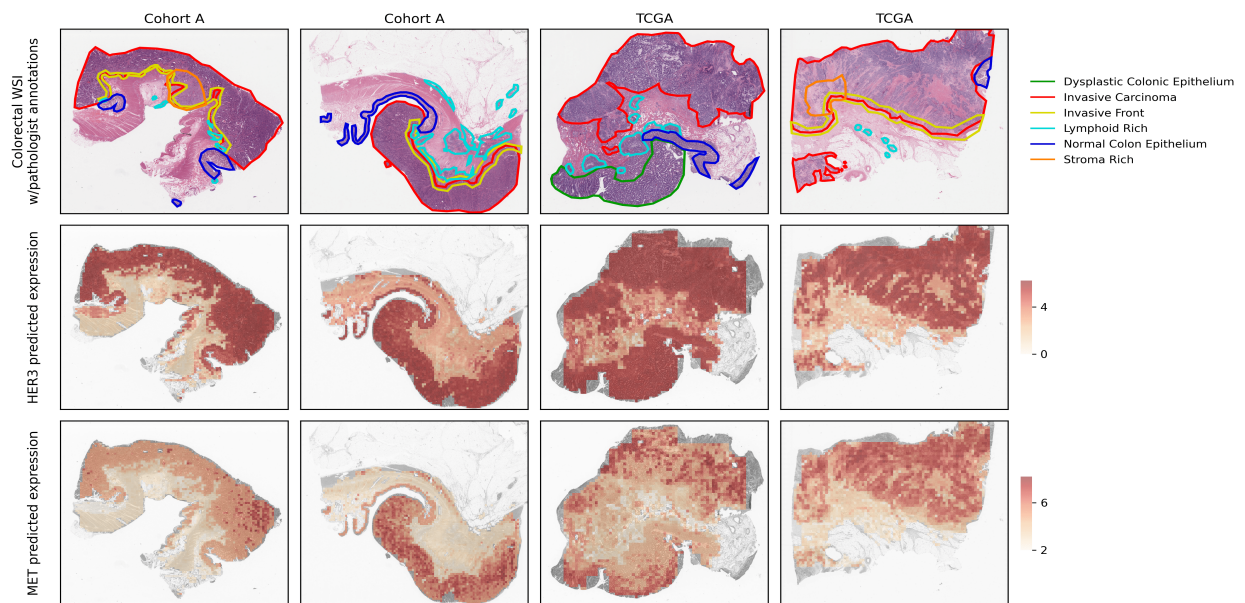 Cohort A
Cohort A
TCGA
TCGA
Colorectal WSI
w/pathologist annotations
Dysplastic Colonic Epithelium
Invasive Carcinoma
Invasive Front
Lymphoid Rich
Normal Colon Epithelium
Stroma Rich
HER3 predicted expression
4
0
MET predicted expression
6
2